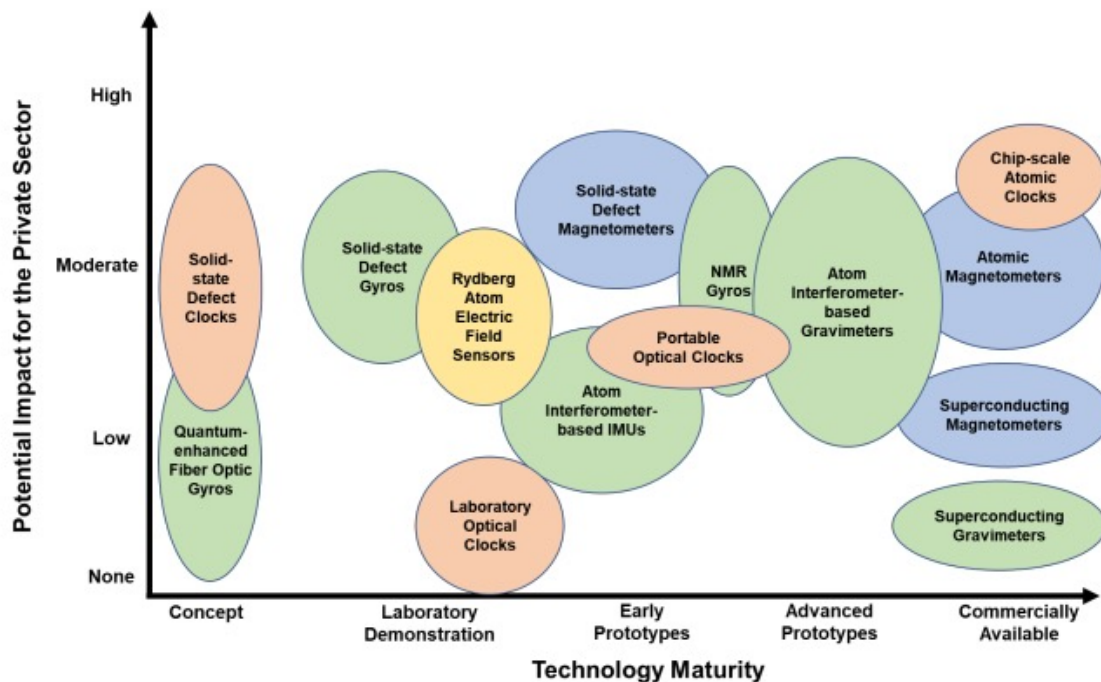 Potential Impact for the Private Sector
High
Moderate
Low
None
Solid-
state
Defect
Clocks
Quantum-
enhanced
Fiber Optic
Gyros
Solid-state
Defect
Gyros
Rydberg
Atom
Electric
Field
Sensors
Laboratory
Optical
Clocks
Solid-state
Defect
Magnetometers
Atom
Interferometer-
based IMUs
Portable
Optical Clocks
NMR
Gyros
Atom
Interferometer-
based
Gravimeters
Chip-scale
Atomic
Clocks
Atomic
Magnetometers
Superconducting
Magnetometers
Superconducting
Gravimeters
Concept
Laboratory
Demonstration
Early
Prototypes
Advanced
Prototypes
Commercially
Available
Technology Maturity